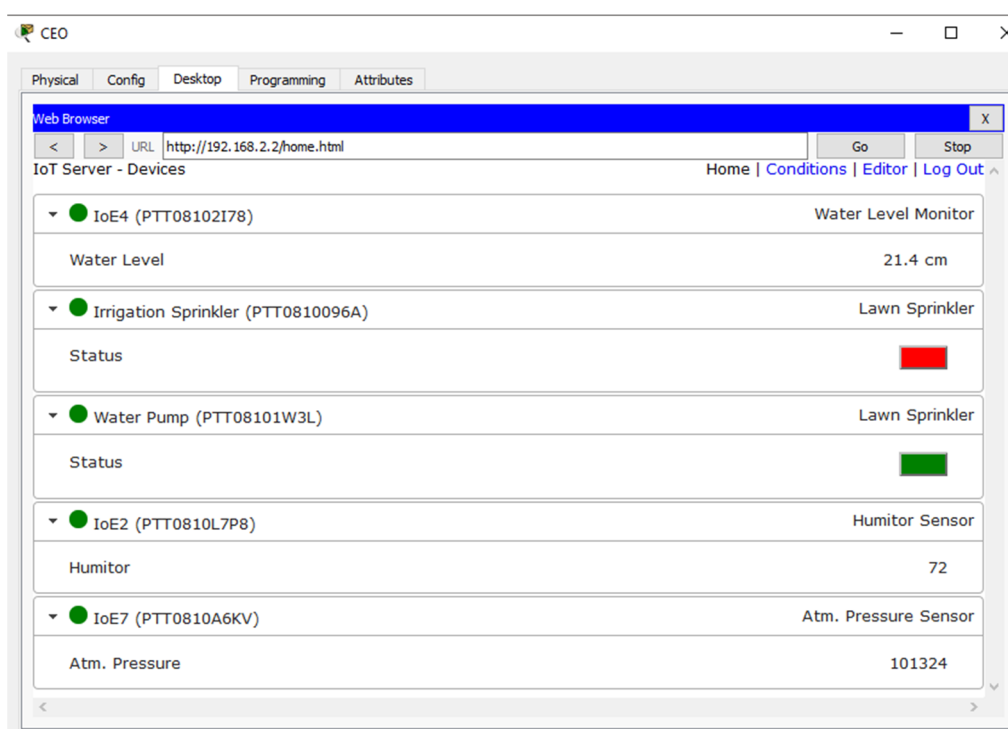 CEO
Physical Config Desktop Programming Attributes
Web Browser X
< > URL http://192.168.2.2/home.html Go Stop
IoT Server - Devices Home | Conditions | Editor | Log Out
IoE4 (PTT08102I78) Water Level Monitor
Water Level 21.4 cm
Irrigation Sprinkler (PTT0810096A) Lawn Sprinkler
Status
Water Pump (PTT08101W3L) Lawn Sprinkler
Status
IoE2 (PTT0810L7P8) Humitor Sensor
Humitor 72
IoE7 (PTT0810A6KV) Atm. Pressure Sensor
Atm. Pressure 101324